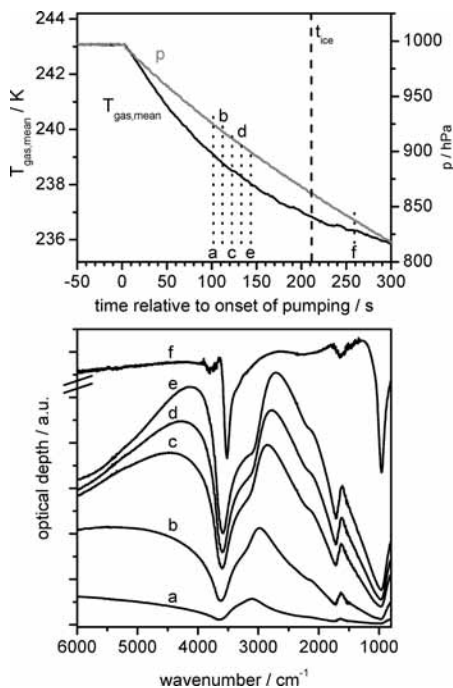 244
242
240
238
236
T_gas,mean / K
p
T_gas,mean
t_ice
b
d
a
c
e
f
1000
950
900
850
800
p / hPa
-50 0 50 100 150 200 250 300
time relative to onset of pumping / s
f
e
d
c
b
a
optical depth / a.u.
6000 5000 4000 3000 2000 1000
wavenumber / cm⁻¹